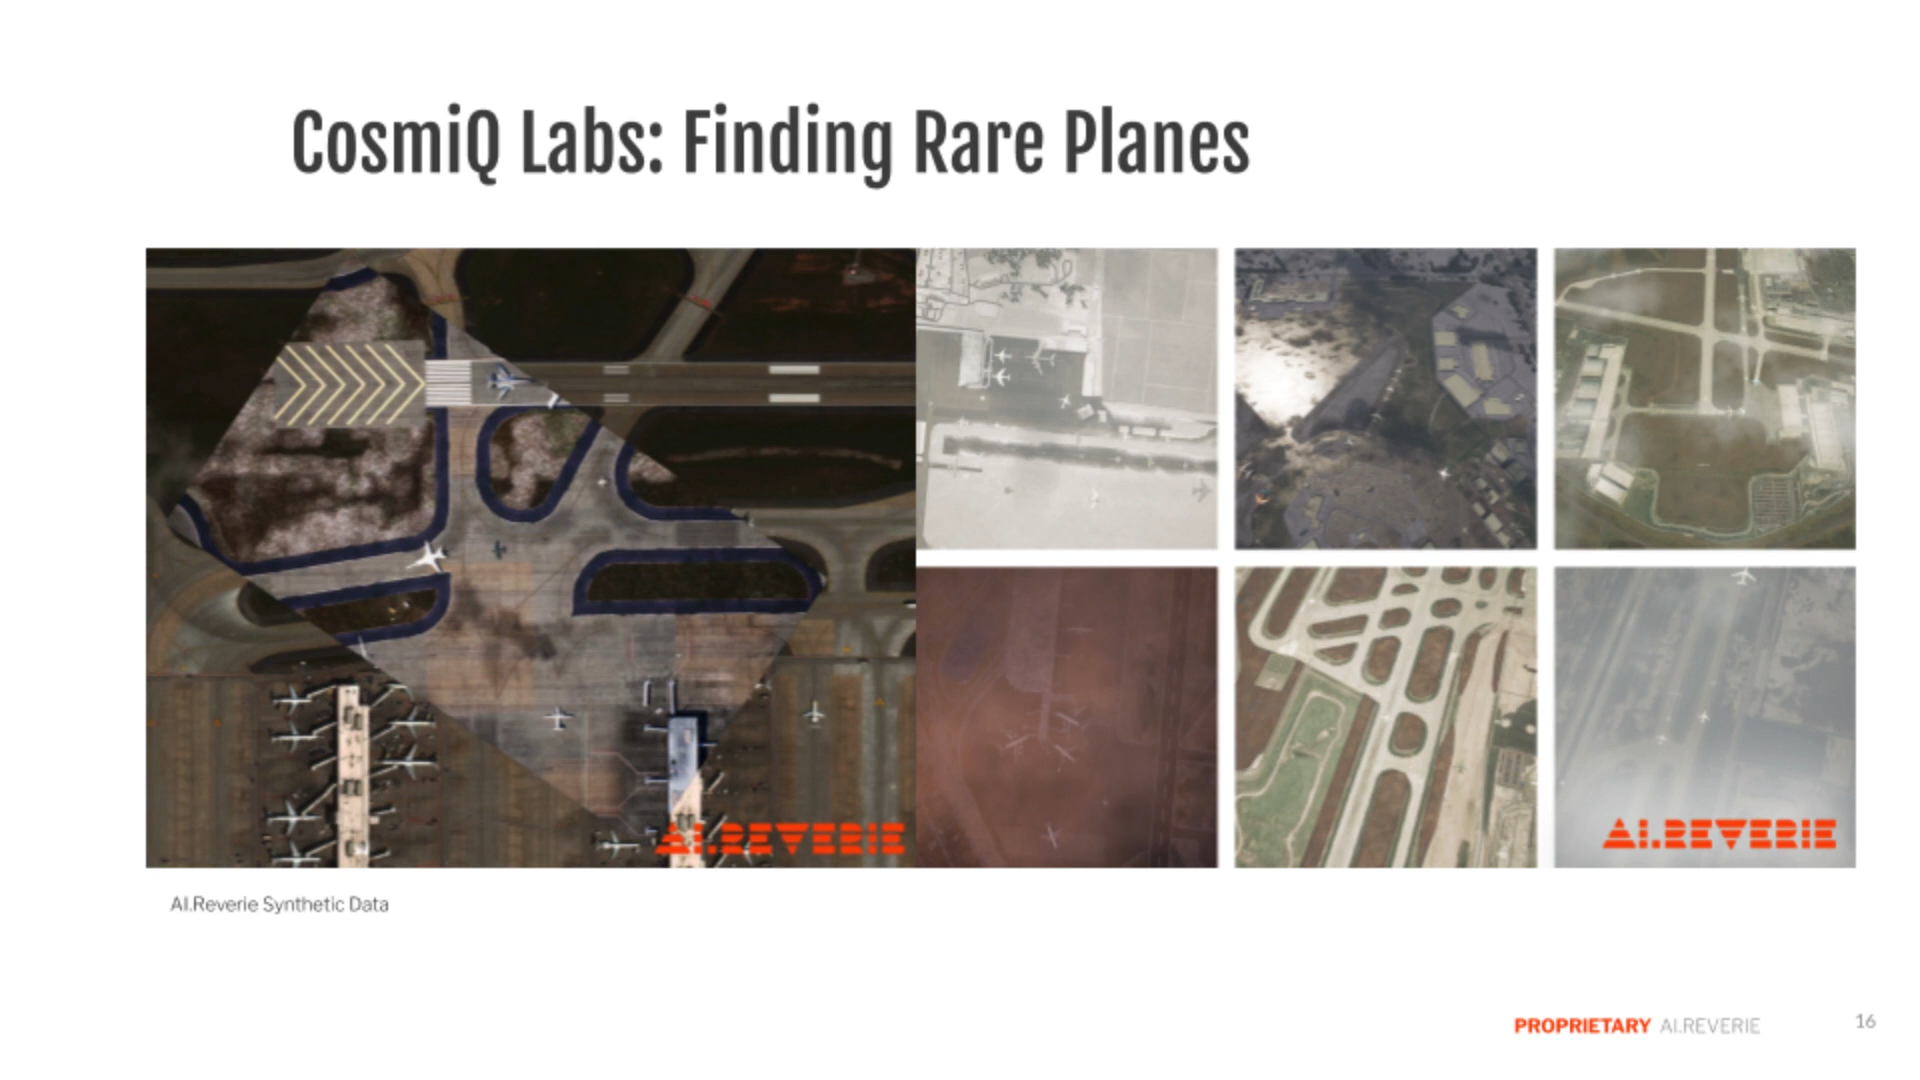 CosmiQ Labs: Finding Rare Planes
AI.REVERIE
AI.REVERIE
AI.Reverie Synthetic Data
PROPRIETARY AI.REVERIE
16